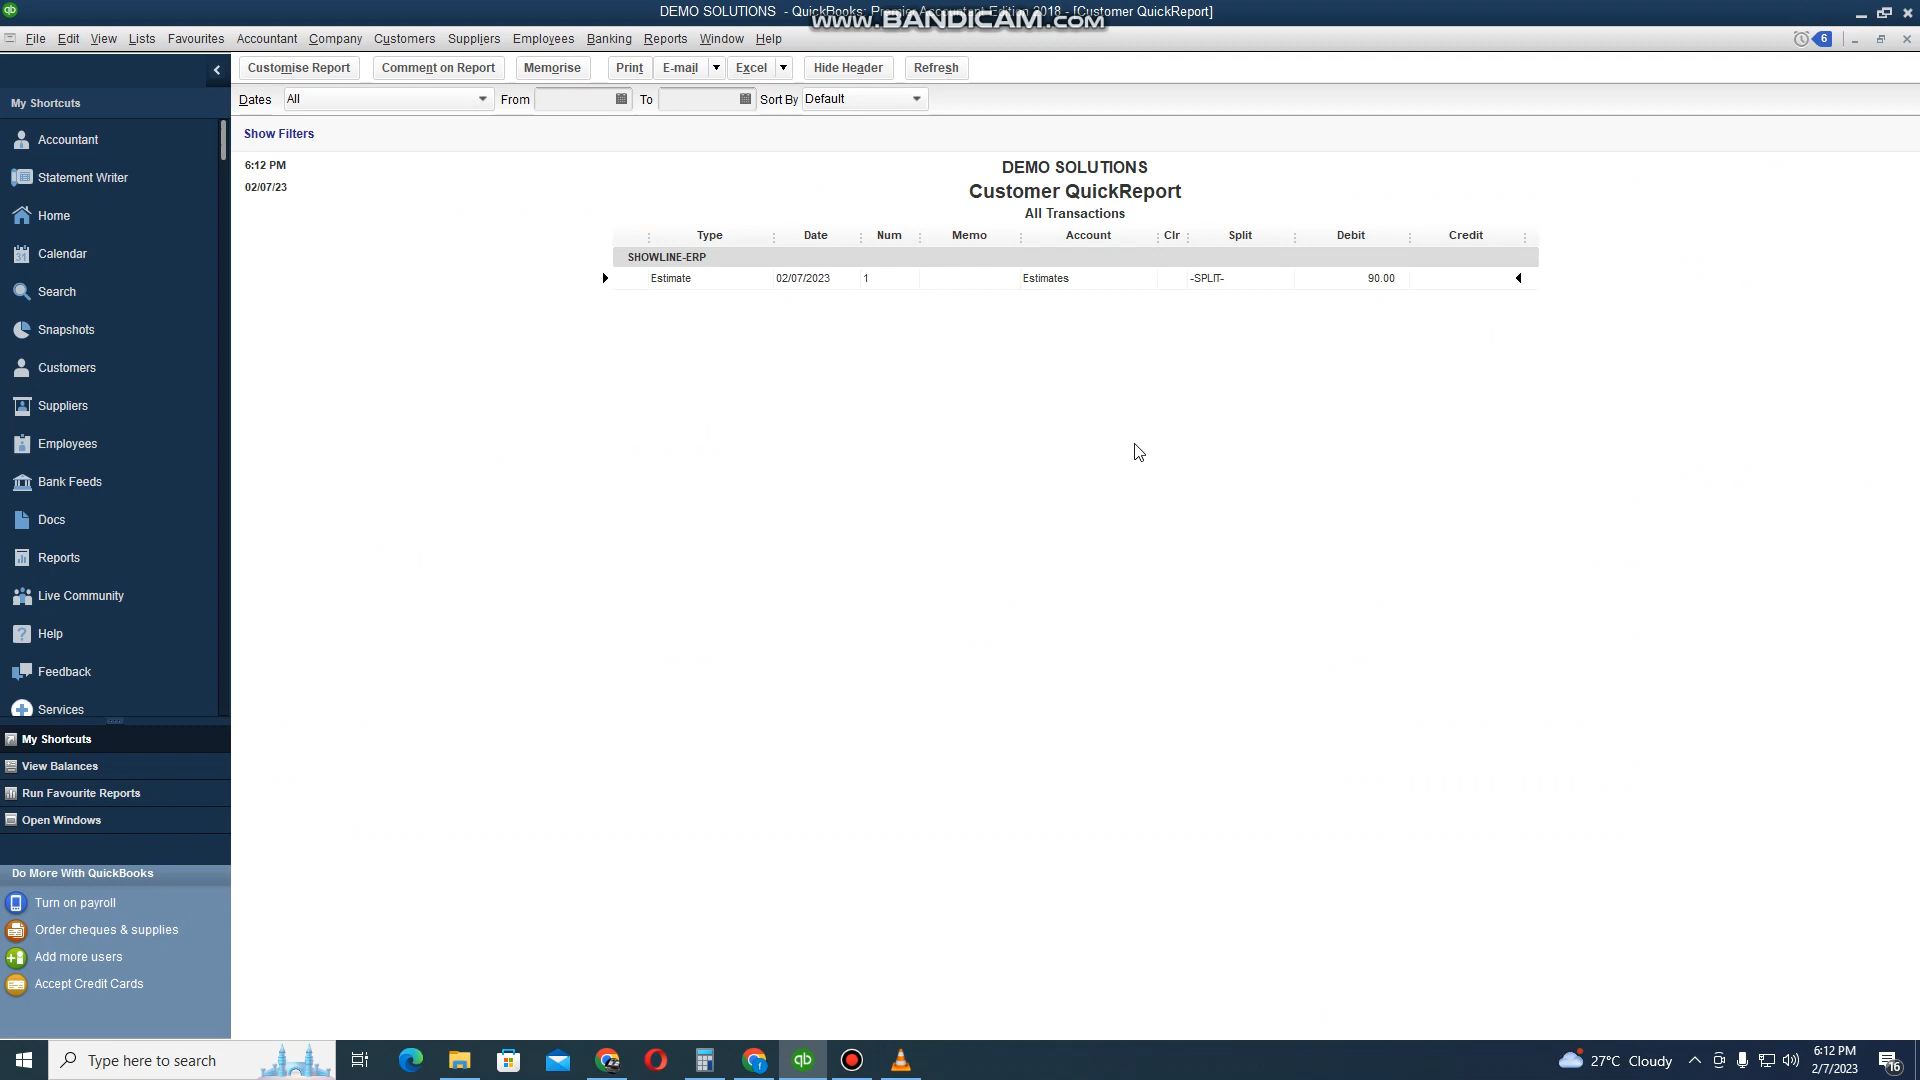 DEMO SOLUTIONS - QuickBooks: Premier Accountant Edition 2018 - [Customer QuickReport]
www.BANDICAM.com
File Edit View Lists Favourites Accountant Company Customers Suppliers Employees Banking Reports Window Help
6
Customise Report Comment on Report Memorise Print E-mail Excel Hide Header Refresh
Dates All From To Sort By Default
Show Filters
My Shortcuts
Accountant
Statement Writer
Home
31 Calendar
Search
Snapshots
Customers
Suppliers
Employees
Bank Feeds
Docs
Reports
Live Community
? Help
Feedback
Services
My Shortcuts
View Balances
Run Favourite Reports
Open Windows
Do More With QuickBooks
Turn on payroll
Order cheques & supplies
Add more users
Accept Credit Cards
6:12 PM
02/07/23
DEMO SOLUTIONS
Customer QuickReport
All Transactions
Type Date Num Memo Account Clr Split Debit Credit
SHOWLINE-ERP
Estimate 02/07/2023 1 Estimates -SPLIT- 90.00
Type here to search
qb
27°C Cloudy
6:12 PM
2/7/2023
16